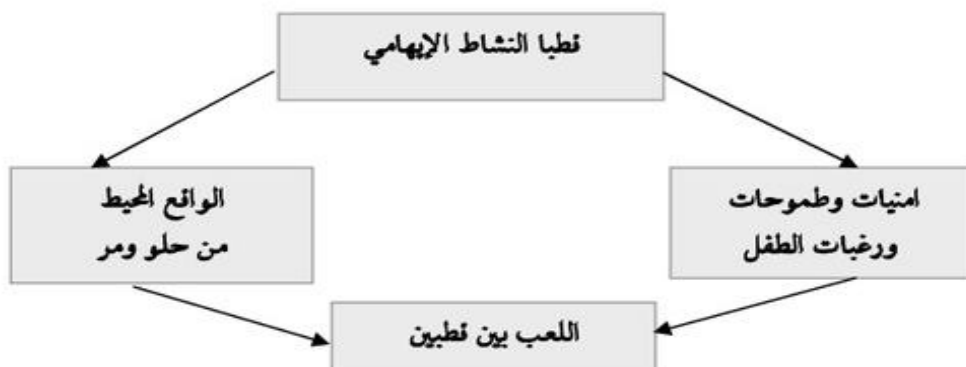 قطبا النشاط الإيهامي
امنيات وطموحات
ورغبات الطفل
الواقع المحيط
من حلو ومر
اللعب بين قطبين